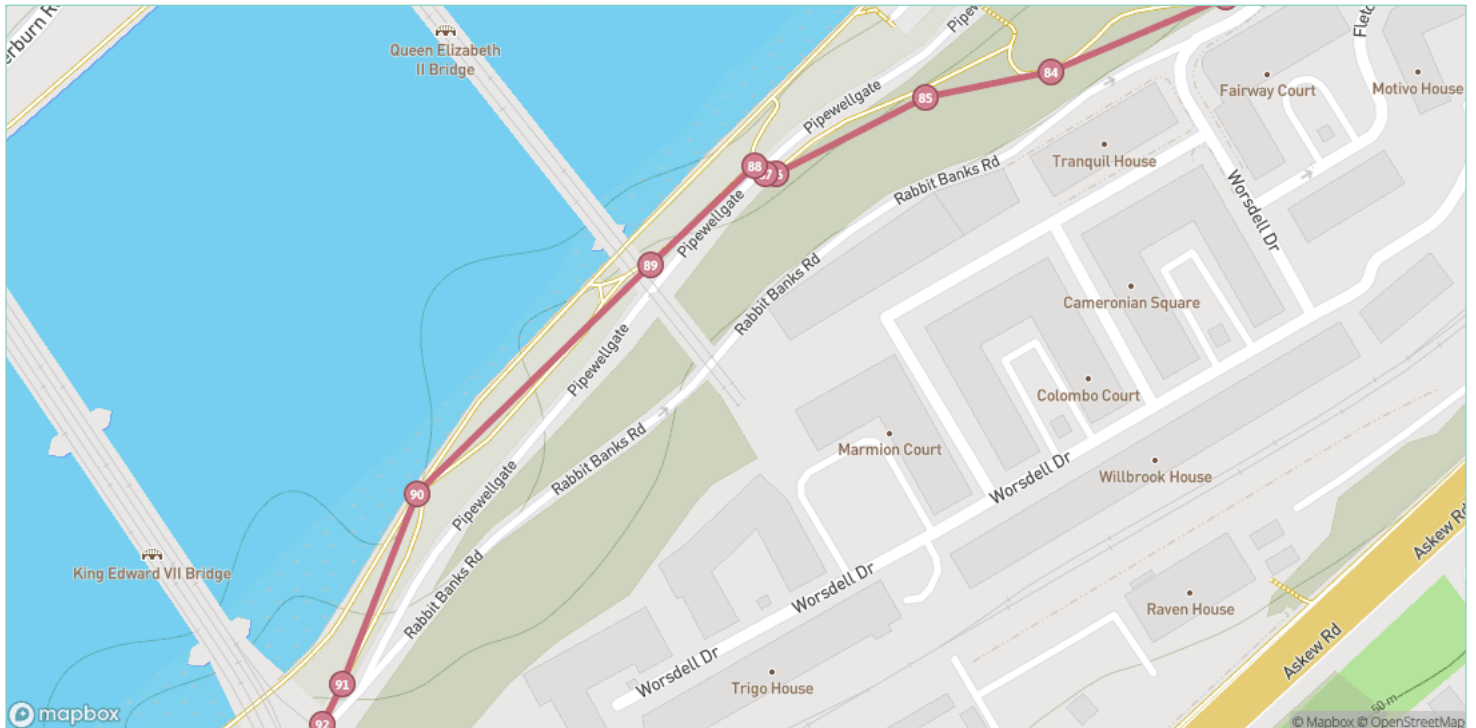 Queen Elizabeth
II Bridge
84
Fairway Court
Motivo House
85
Pipewellgate
Tranquil House
88
Rabbit Banks Rd
Pipewellgate
Worsdell Dr
89
Rabbit Banks Rd
Cameronian Square
Pipewellgate
Colombo Court
Marmion Court
Rabbit Banks Rd
Worsdell Dr
Willbrook House
90
Pipewellgate
King Edward VII Bridge
Rabbit Banks Rd
Worsdell Dr
Askew Rd
Raven House
Askew Rd
Worsdell Dr
Trigo House
91
50 m
92
mapbox
© Mapbox © OpenStreetMap